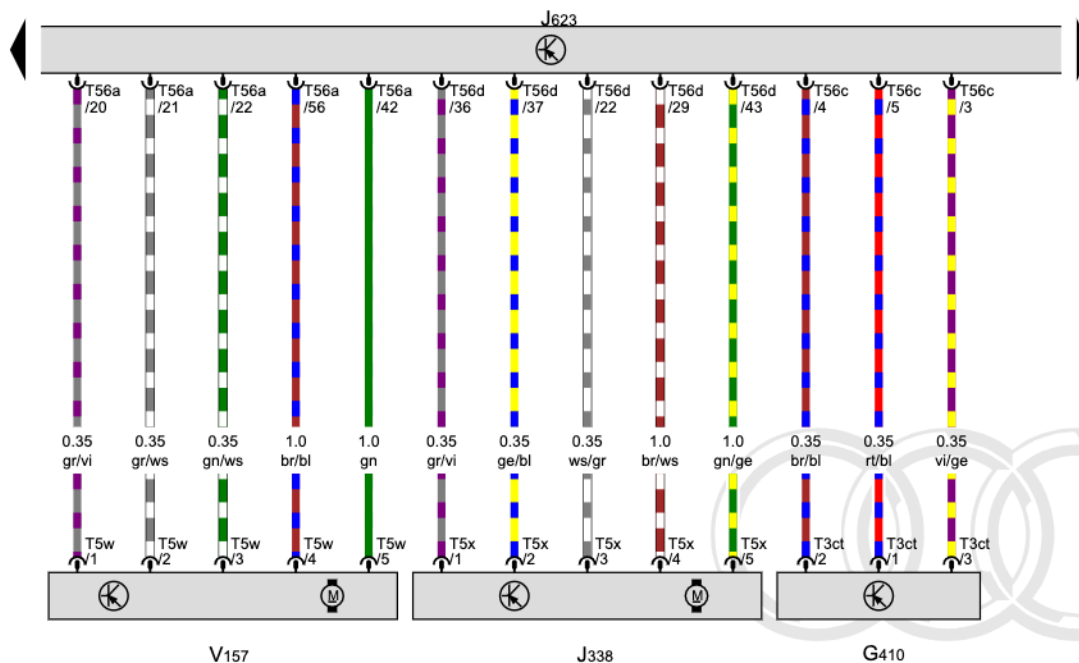 J623
T56a T56a T56a T56a T56a T56d T56d T56d T56d T56d T56c T56c T56c
/20 /21 /22 /56 /42 /36 /37 /22 /29 /43 /4 /5 /3
0.35 0.35 0.35 1.0 1.0 0.35 0.35 0.35 1.0 1.0 0.35 0.35 0.35
gr/vi gr/ws gn/ws br/bl gn gr/vi ge/bl ws/gr br/ws gn/ge br/bl rt/bl vi/ge
T5w T5w T5w T5w T5w T5x T5x T5x T5x T5x T3ct T3ct T3ct
/1 /2 /3 /4 /5 /1 /2 /3 /4 /5 /2 /1 /3
M M
V157 J338 G410